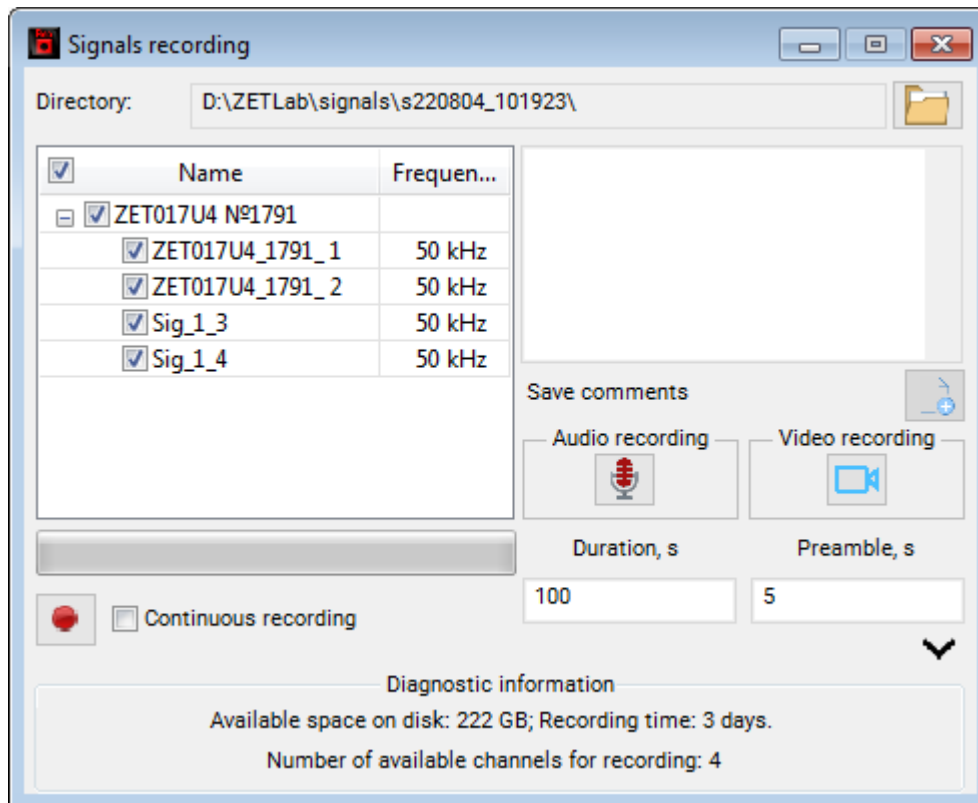 Signals recording
Directory: D:\ZETLab\signals\s220804_101923\
Name Frequen...
ZET017U4 №1791
ZET017U4_1791_ 1 50 kHz
ZET017U4_1791_ 2 50 kHz
Sig_1_3 50 kHz
Sig_1_4 50 kHz
Save comments
Audio recording Video recording
Duration, s Preamble, s
100 5
Continuous recording
Diagnostic information
Available space on disk: 222 GB; Recording time: 3 days.
Number of available channels for recording: 4